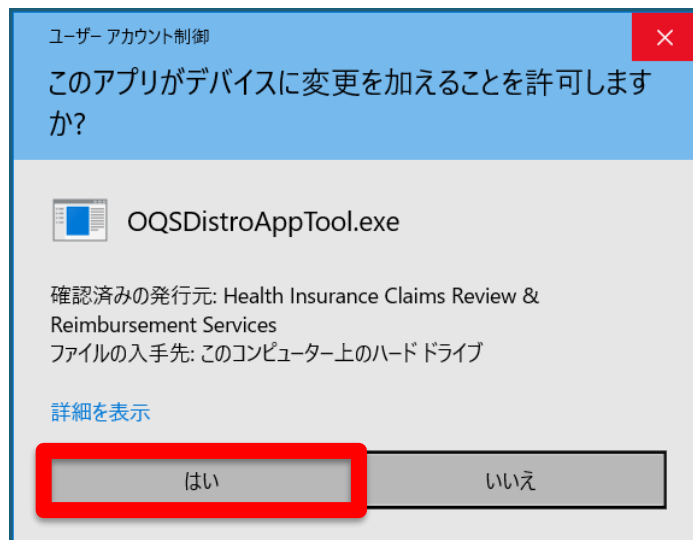 ユーザー アカウント制御
このアプリがデバイスに変更を加えることを許可します
か?
OQSDistroAppTool.exe
確認済みの発行元: Health Insurance Claims Review &
Reimbursement Services
ファイルの入手先: このコンピューター上のハード ドライブ
詳細を表示
はい
いいえ